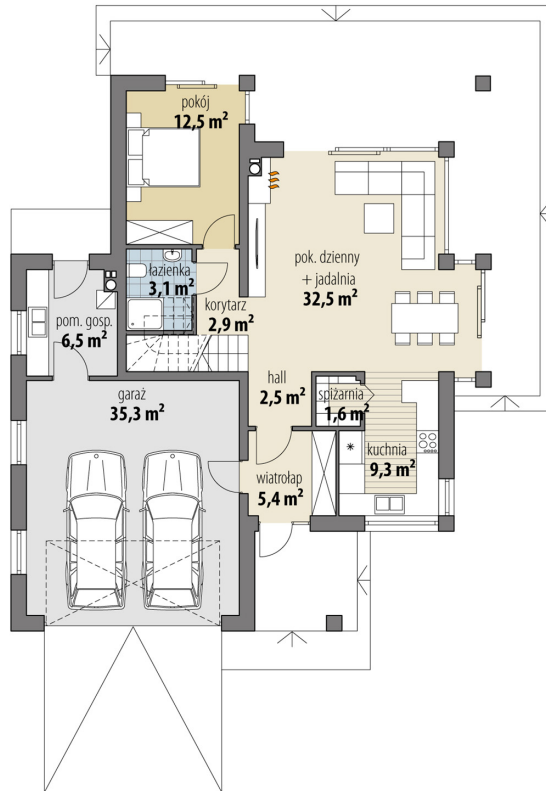 pokój
12,5 m²
pok. dzienny
+ jadalnia
32,5 m²
łazienka
3,1 m²
korytarz
2,9 m²
pom. gosp.
6,5 m²
garaż
35,3 m²
hall
2,5 m²
spiżarnia
1,6 m²
kuchnia
9,3 m²
wiatrołap
5,4 m²